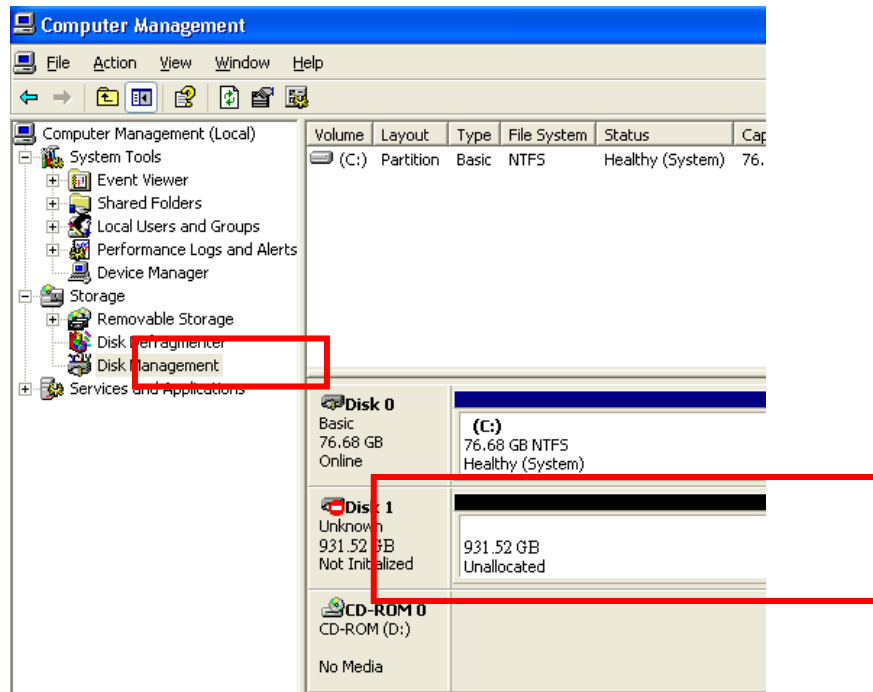 Computer Management
File Action View Window Help
Computer Management (Local)
System Tools
Event Viewer
Shared Folders
Local Users and Groups
Performance Logs and Alerts
Device Manager
Storage
Removable Storage
Disk Defragmenter
Disk Management
Services and Applications
Volume Layout Type File System Status Cap
(C:) Partition Basic NTFS Healthy (System) 76.
Disk 0
Basic
76.68 GB
Online
(C:)
76.68 GB NTFS
Healthy (System)
Disk 1
Unknown
931.52 GB
Not Initialized
931.52 GB
Unallocated
CD-ROM 0
CD-ROM (D:)
No Media